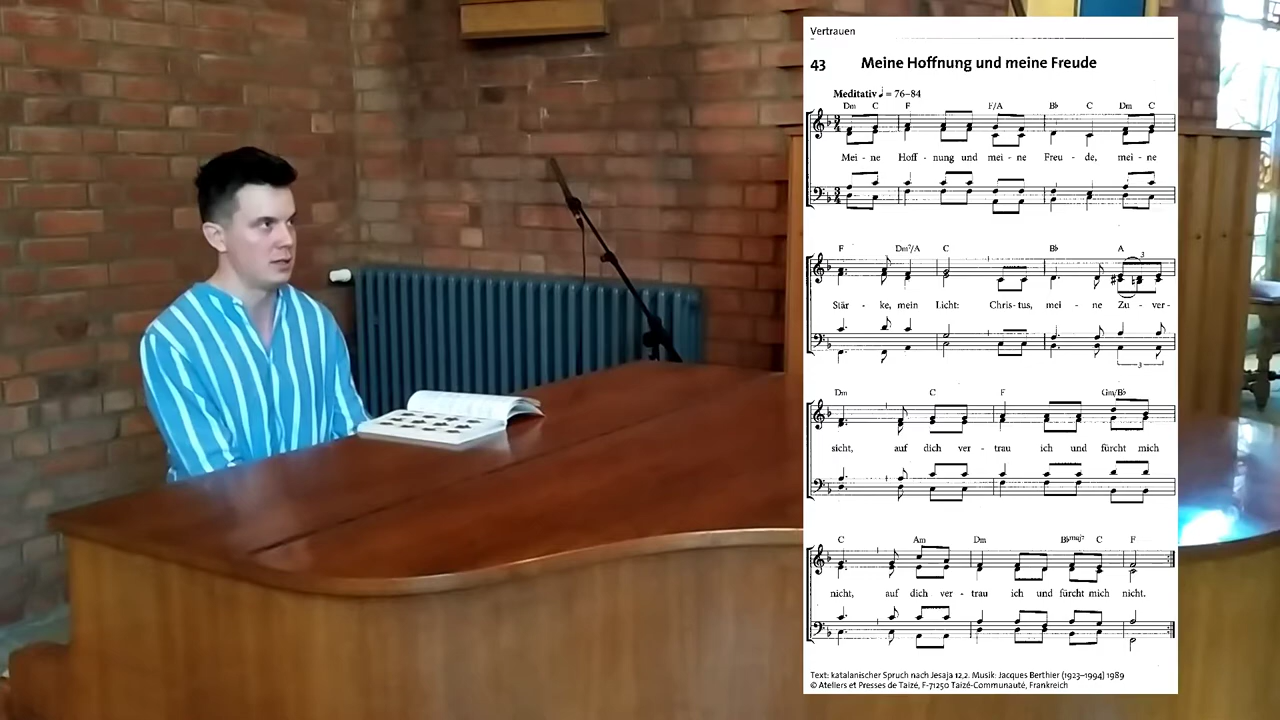 Vertrauen
43 Meine Hoffnung und meine Freude
Meditativ ♩ = 76–84
Dm C F F/A B♭ C Dm C
Mei - ne Hoff - nung und mei - ne Freu - de, mei - ne
F Dm⁷/A C B♭ A
3
Stär - ke, mein Licht: Chris - tus, mei - ne Zu - ver-
3
Dm C F Gm/B♭
sicht, auf dich ver - trau ich und fürcht mich
C Am Dm B♭maj7 C F
nicht, auf dich ver - trau ich und fürcht mich nicht.
Text: katalanischer Spruch nach Jesaja 12,2. Musik: Jacques Berthier (1923–1994) 1989
© Ateliers et Presses de Taizé, F-71250 Taizé-Communauté, Frankreich